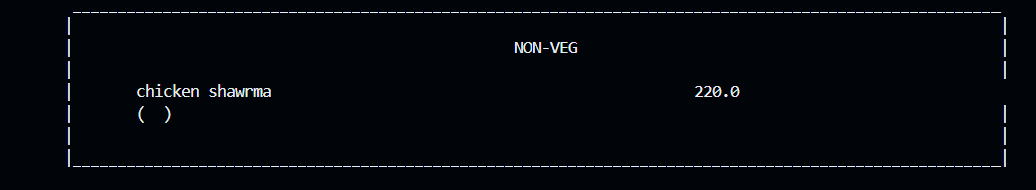 NON-VEG
chicken shawrma 220.0
( )